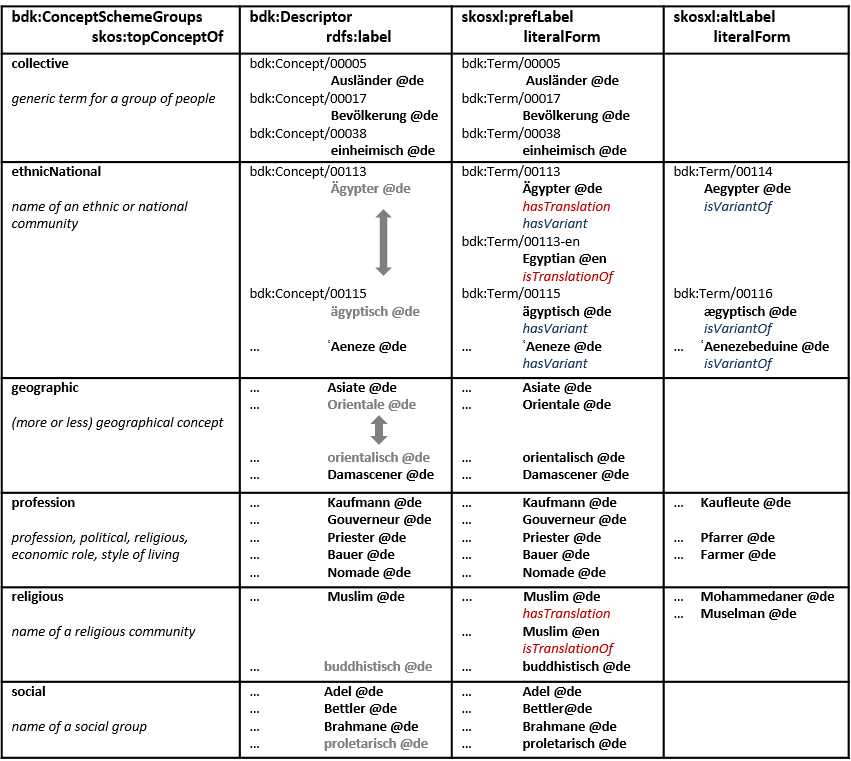 bdk:ConceptSchemeGroups bdk:Descriptor skosxl:prefLabel skosxl:altLabel
skos:topConceptOf rdfs:label literalForm literalForm
collective bdk:Concept/00005 bdk:Term/00005
Ausländer @de Ausländer @de
generic term for a group of people bdk:Concept/00017 bdk:Term/00017
Bevölkerung @de Bevölkerung @de
bdk:Concept/00038 bdk:Term/00038
einheimisch @de einheimisch @de
ethnicNational bdk:Concept/00113 bdk:Term/00113 bdk:Term/00114
Ägypter @de Ägypter @de Aegypter @de
name of an ethnic or national hasTranslation isVariantOf
community hasVariant
bdk:Term/00113-en
Egyptian @en
isTranslationOf
bdk:Concept/00115 bdk:Term/00115 bdk:Term/00116
ägyptisch @de ägyptisch @de ægyptisch @de
hasVariant isVariantOf
... ʿAeneze @de ... ʿAeneze @de ... ʿAenezebeduine @de
hasVariant isVariantOf
geographic ... Asiate @de ... Asiate @de
... Orientale @de ... Orientale @de
(more or less) geographical concept
... orientalisch @de ... orientalisch @de
... Damascener @de ... Damascener @de
profession ... Kaufmann @de ... Kaufmann @de ... Kaufleute @de
... Gouverneur @de ... Gouverneur @de
profession, political, religious, ... Priester @de ... Priester @de ... Pfarrer @de
economic role, style of living ... Bauer @de ... Bauer @de ... Farmer @de
... Nomade @de ... Nomade @de
religious ... Muslim @de ... Muslim @de ... Mohammedaner @de
hasTranslation ... Muselman @de
name of a religious community ... Muslim @en
isTranslationOf
... buddhistisch @de ... buddhistisch @de
social ... Adel @de ... Adel @de
... Bettler @de ... Bettler@de
name of a social group ... Brahmane @de ... Brahmane @de
... proletarisch @de ... proletarisch @de